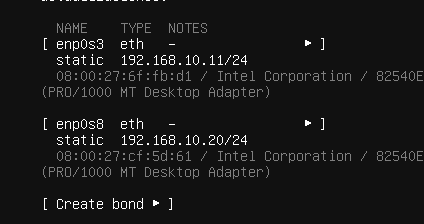 NAME TYPE NOTES
[ enp0s3 eth - ▸ ]
static 192.168.10.11/24
08:00:27:6f:fb:d1 / Intel Corporation / 82540E
(PRO/1000 MT Desktop Adapter)
[ enp0s8 eth - ▸ ]
static 192.168.10.20/24
08:00:27:cf:5d:61 / Intel Corporation / 82540E
(PRO/1000 MT Desktop Adapter)
[ Create bond ▸ ]